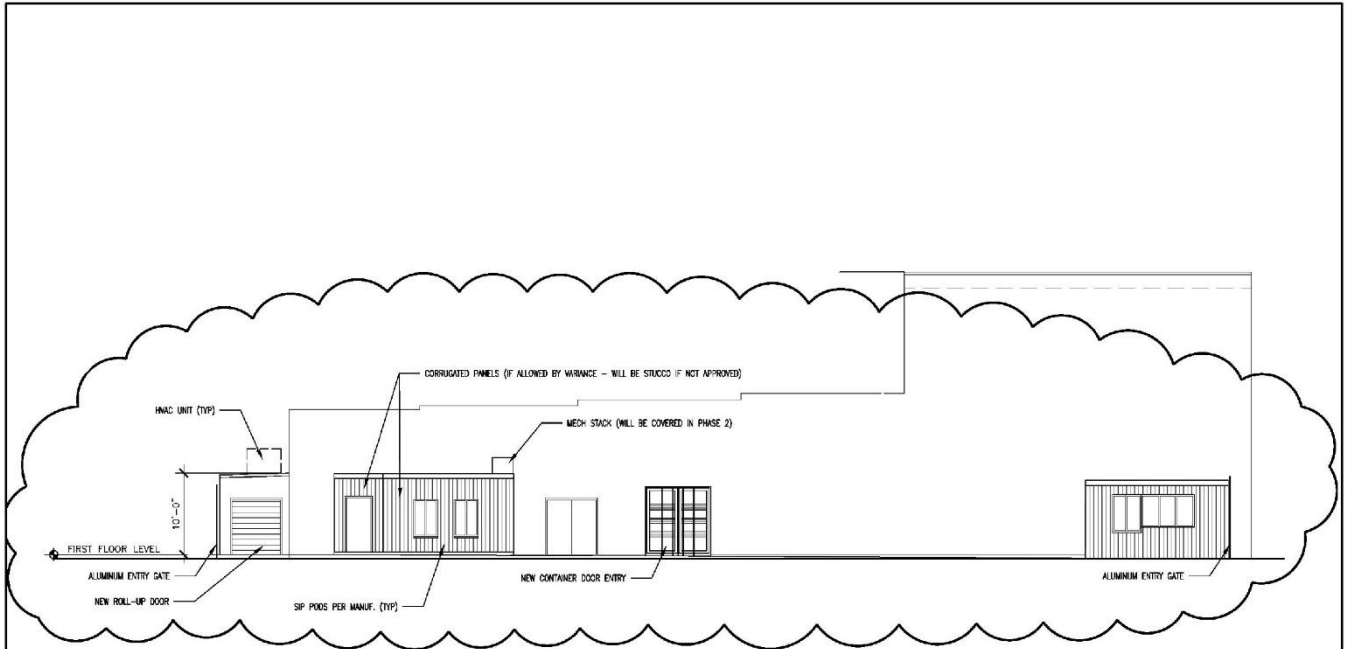 CORRUGATED PANELS (IF ALLOWED BY VARIANCE - WILL BE STUCCO IF NOT APPROVED)
HVAC UNIT (TYP)
MECH STACK (WILL BE COVERED IN PHASE 2)
10'-0"
FIRST FLOOR LEVEL
ALUMINUM ENTRY GATE
NEW CONTAINER DOOR ENTRY
ALUMINUM ENTRY GATE
NEW ROLL-UP DOOR
SIP PODS PER MANUF. (TYP)